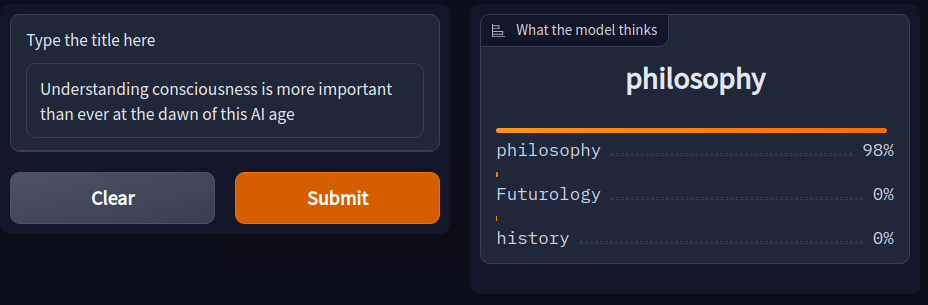 Type the title here
Understanding consciousness is more important
than ever at the dawn of this AI age
Clear
Submit
What the model thinks
philosophy
philosophy 98%
Futurology 0%
history 0%